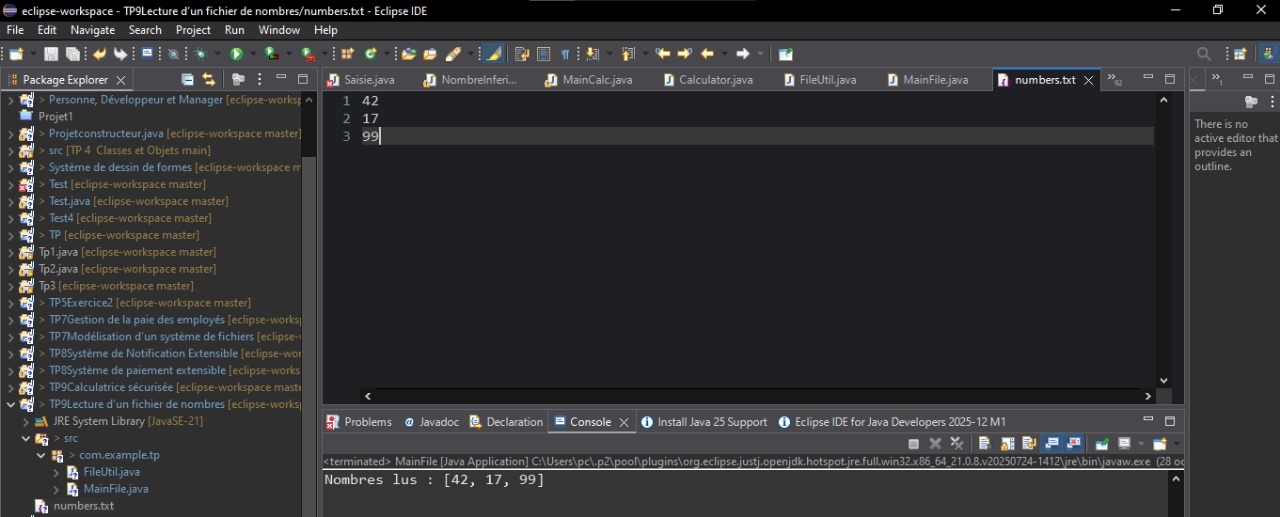 eclipse-workspace - TP9Lecture d'un fichier de nombres/numbers.txt - Eclipse IDE
File Edit Navigate Search Project Run Window Help
Package Explorer
> Personne, Développeur et Manager [eclipse-worksp
Projet1
> Projetconstructeur.java [eclipse-workspace master]
> src [TP 4 Classes et Objets main]
> Système de dessin de formes [eclipse-workspace m
> Test [eclipse-workspace master]
> Test.java [eclipse-workspace master]
> Test4 [eclipse-workspace master]
> TP [eclipse-workspace master]
Tp1.java [eclipse-workspace master]
Tp2.java [eclipse-workspace master]
Tp3 [eclipse-workspace master]
> TP5Exercice2 [eclipse-workspace master]
> TP7Gestion de la paie des employés [eclipse-worksp
> TP7Modélisation d'un système de fichiers [eclipse-
> TP8Système de Notification Extensible [eclipse-wor
> TP8Système de paiement extensible [eclipse-works
> TP9Calculatrice sécurisée [eclipse-workspace maste
> TP9Lecture d'un fichier de nombres [eclipse-worksp
JRE System Library [JavaSE-21]
> src
> com.example.tp
> FileUtil.java
> MainFile.java
numbers.txt
Saisie.java NombreInferi... MainCalc.java Calculator.java FileUtil.java MainFile.java numbers.txt 92
1 42
2 17
3 99
1
There is no
active editor that
provides an
outline.
Problems Javadoc Declaration Console Install Java 25 Support Eclipse IDE for Java Developers 2025-12 M1
<terminated> MainFile [Java Application] C:\Users\pc\.p2\pool\plugins\org.eclipse.justj.openjdk.hotspot.jre.full.win32.x86_64_21.0.8.v20250724-1412\jre\bin\javaw.exe (28 oc
Nombres lus : [42, 17, 99]